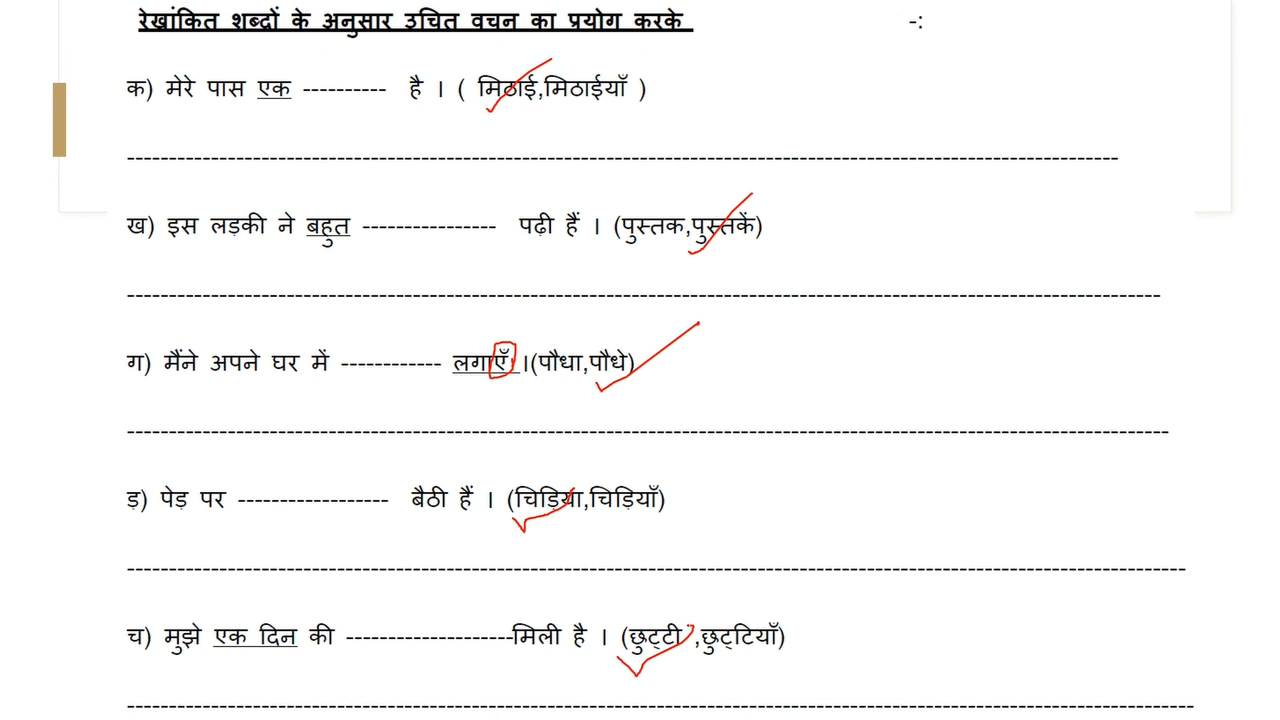 रेखांकित शब्दों के अनुसार उचित वचन का प्रयोग करके -:
क) मेरे पास एक ---------- है । ( मिठाई,मिठाईयाँ )
ख) इस लड़की ने बहुत ---------------- पढ़ी हैं । (पुस्तक,पुस्तकें)
ग) मैंने अपने घर में ------------ लगाएँ ।(पौधा,पौधे)
ड़) पेड़ पर ------------------ बैठी हैं । (चिड़िया,चिड़ियाँ)
च) मुझे एक दिन की --------------------मिली है । (छुट्टी ,छुट्टियाँ)